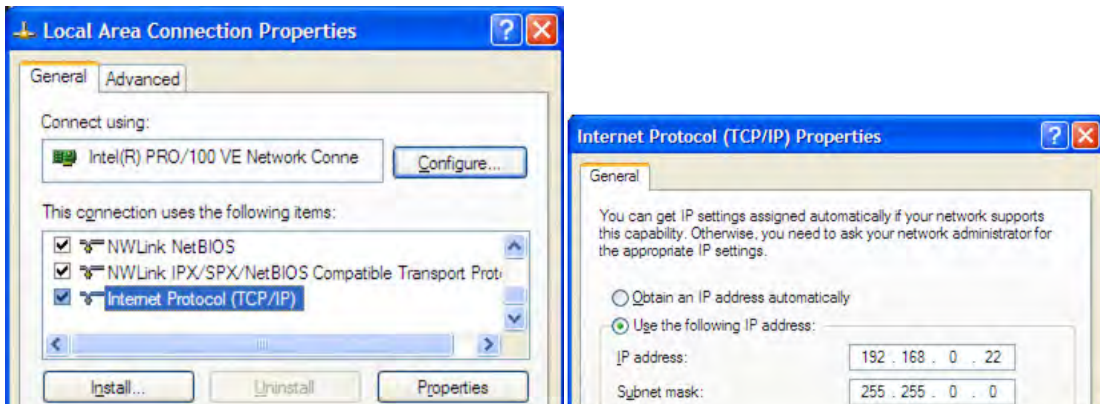 Local Area Connection Properties
General Advanced
Connect using:
Intel(R) PRO/100 VE Network Conne
Configure...
This connection uses the following items:
NWLink NetBIOS
NWLink IPX/SPX/NetBIOS Compatible Transport Prot
Internet Protocol (TCP/IP)
Install... Uninstall Properties
Internet Protocol (TCP/IP) Properties
General
You can get IP settings assigned automatically if your network supports
this capability. Otherwise, you need to ask your network administrator for
the appropriate IP settings.
Obtain an IP address automatically
Use the following IP address:
IP address: 192 . 168 . 0 . 22
Subnet mask: 255 . 255 . 0 . 0